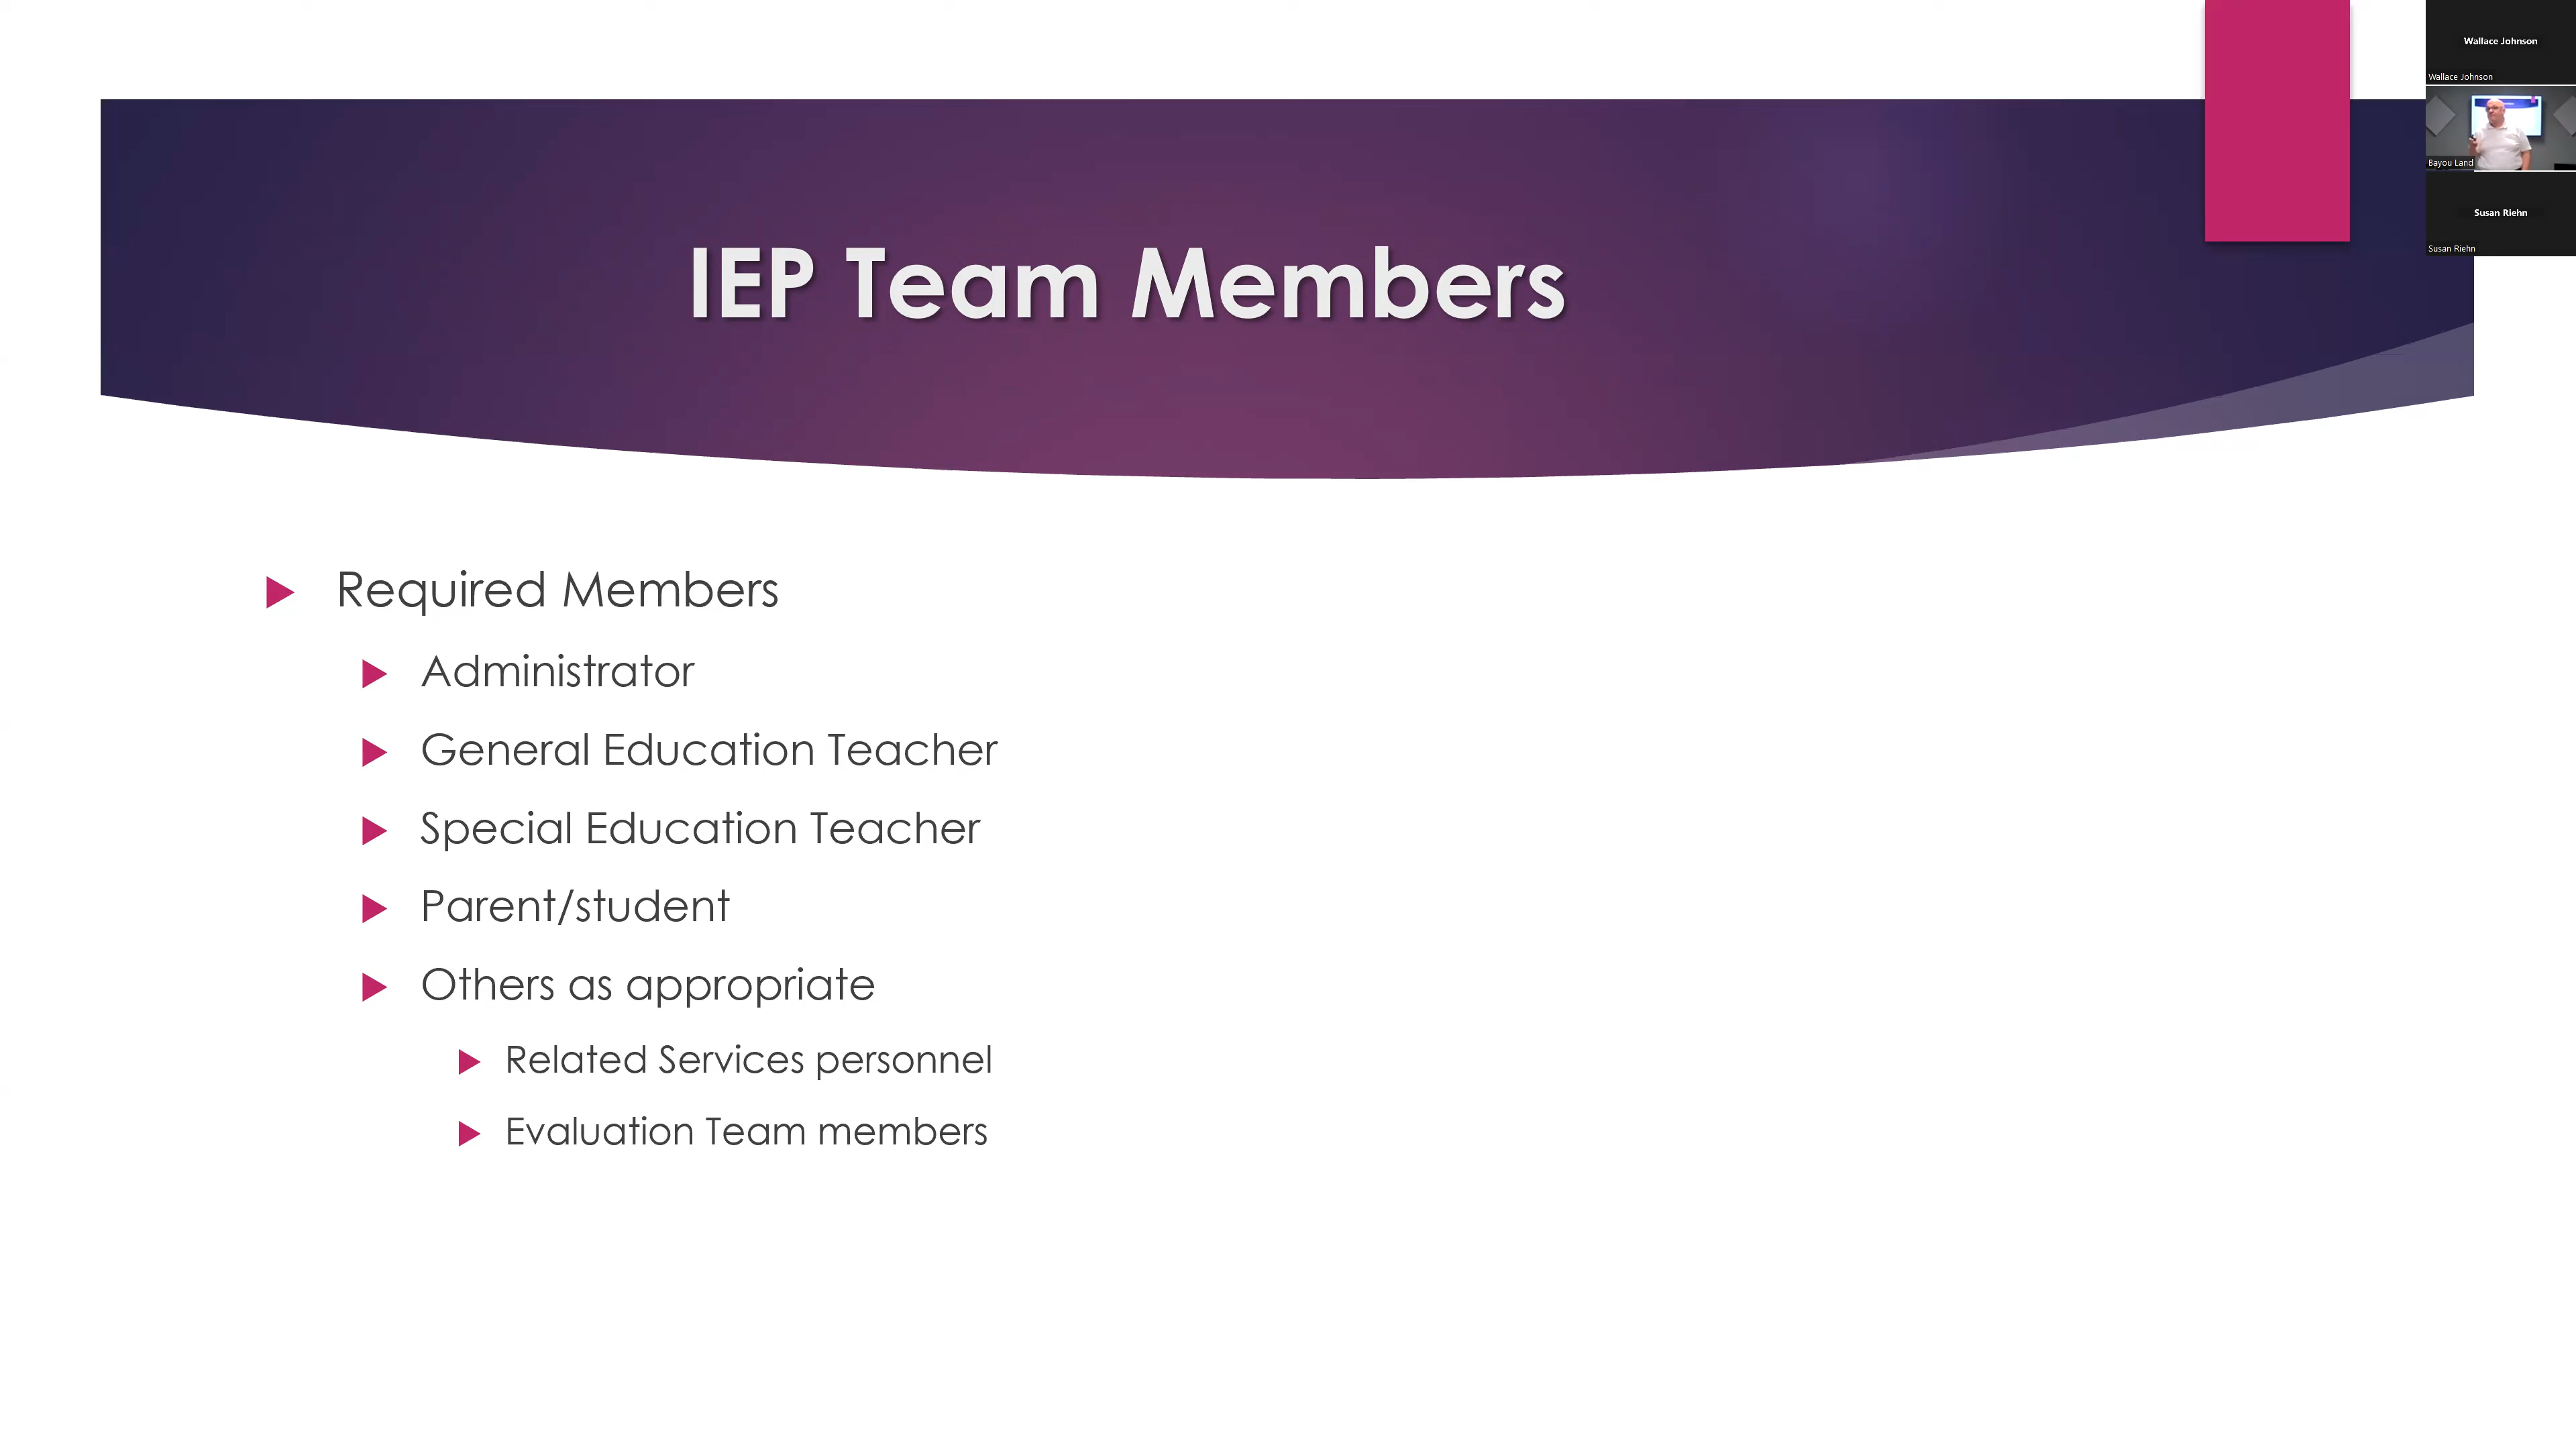 IEP Team Members
Required Members
Administrator
General Education Teacher
Special Education Teacher
Parent/student
Others as appropriate
Related Services personnel
Evaluation Team members
Wallace Johnson
Wallace Johnson
Bayou Land
Susan Riehn
Susan Riehn